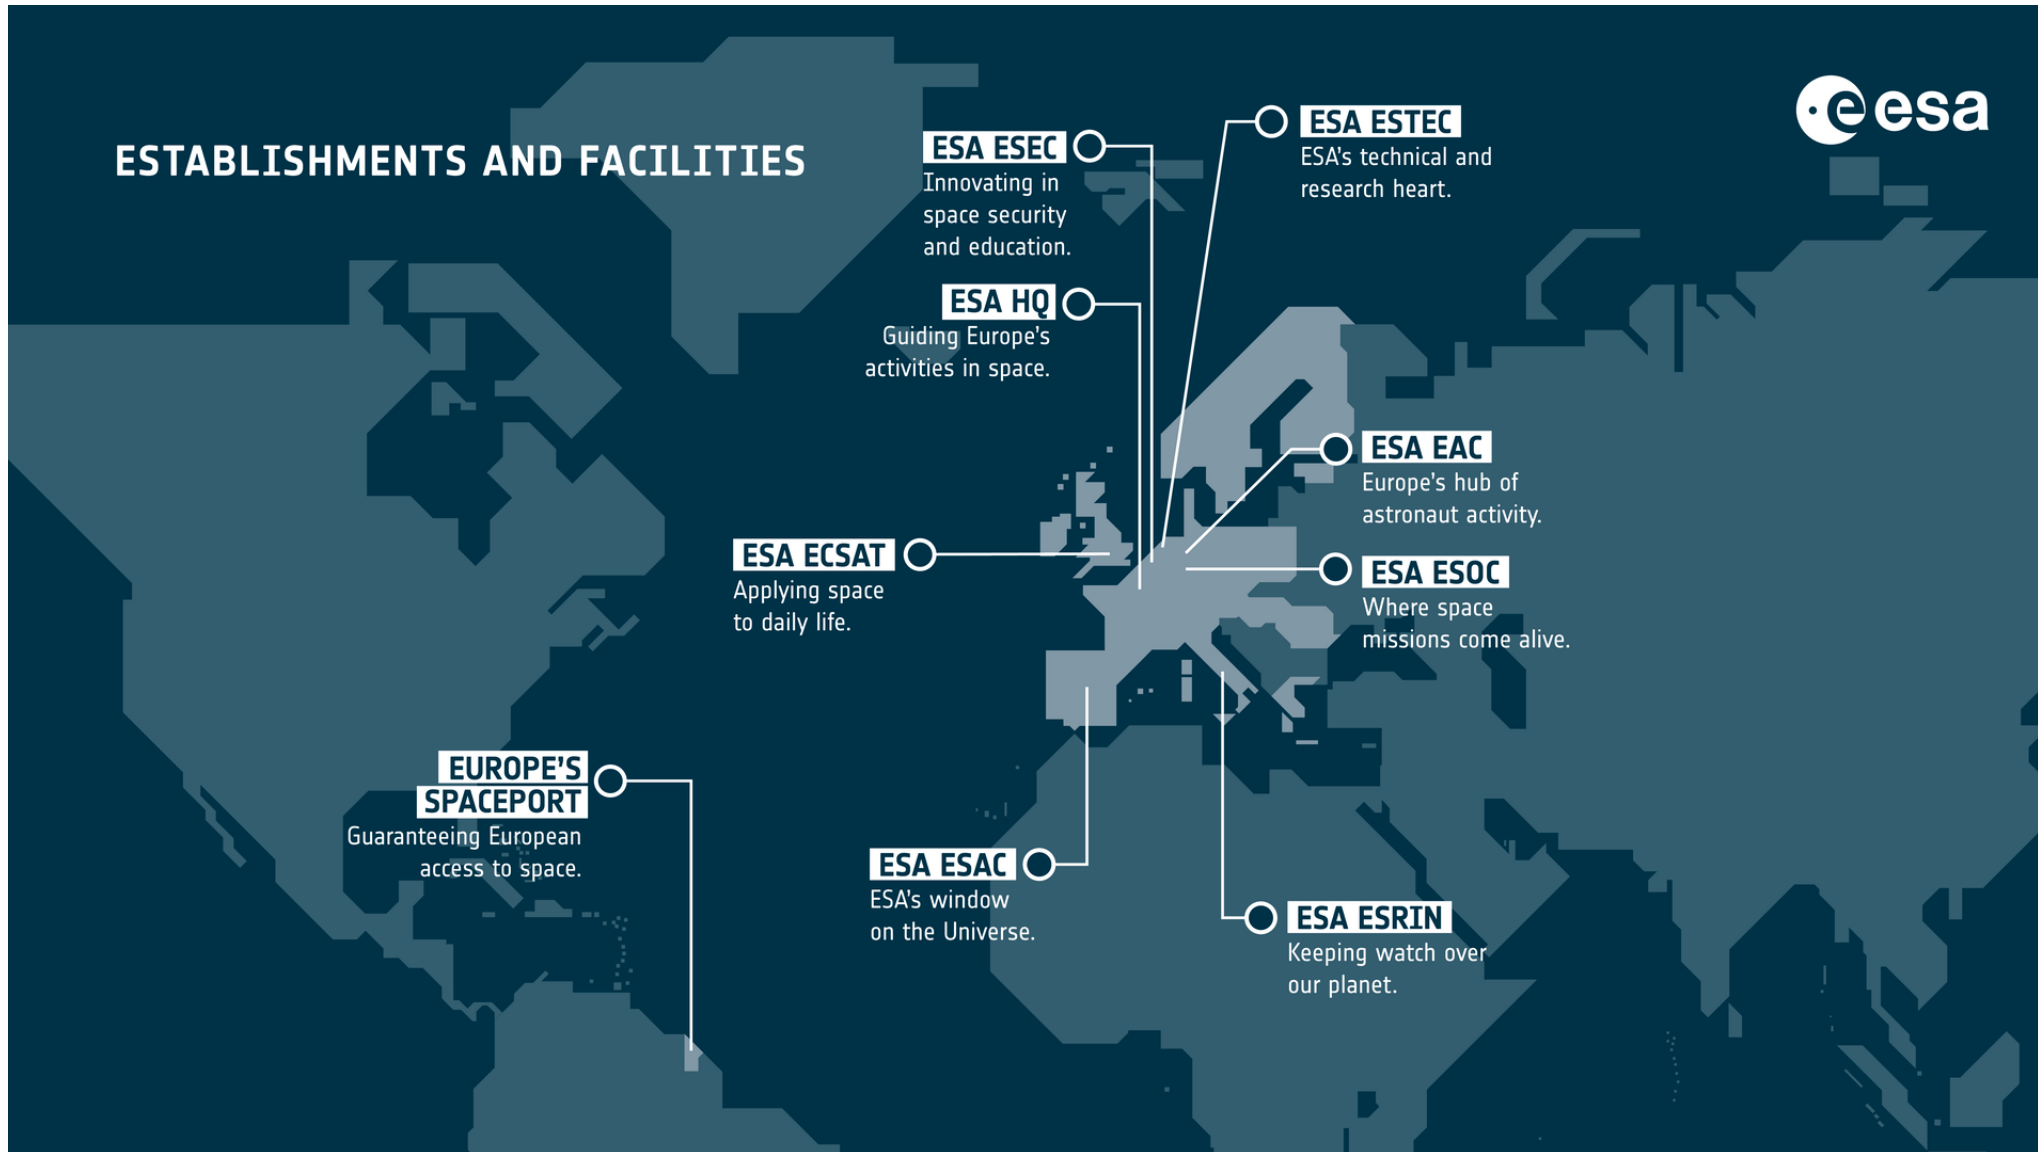 ESTABLISHMENTS AND FACILITIES
esa
ESA ESEC
Innovating in
space security
and education.
ESA ESTEC
ESA's technical and
research heart.
ESA HQ
Guiding Europe's
activities in space.
ESA EAC
Europe's hub of
astronaut activity.
ESA ECSAT
Applying space
to daily life.
ESA ESOC
Where space
missions come alive.
EUROPE'S
SPACEPORT
Guaranteeing European
access to space.
ESA ESAC
ESA's window
on the Universe.
ESA ESRIN
Keeping watch over
our planet.